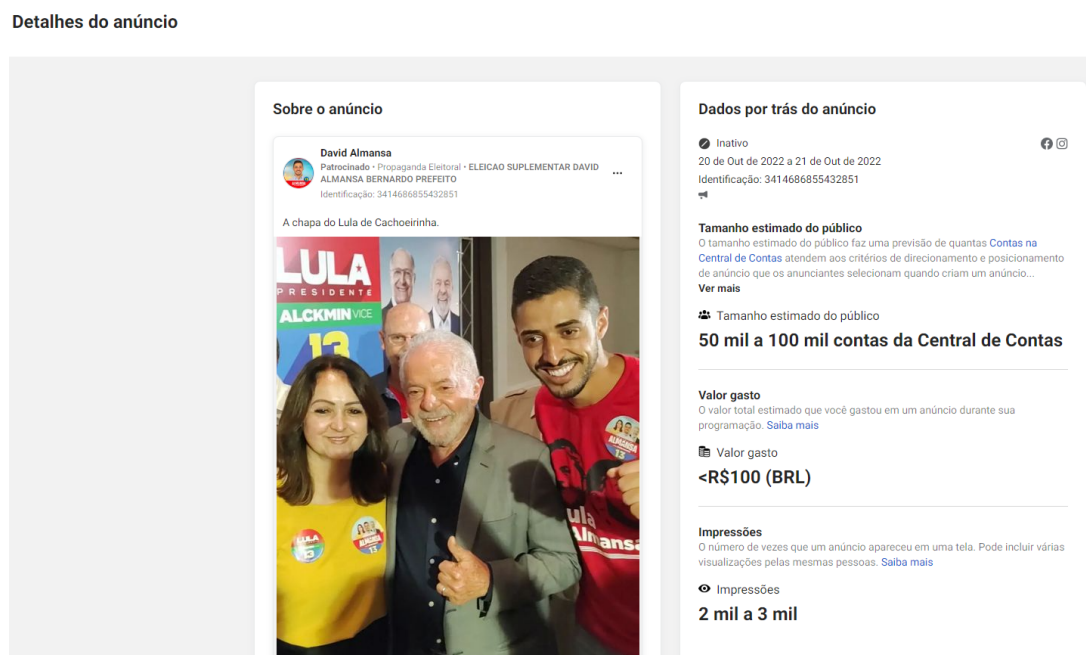 Detalhes do anúncio
Sobre o anúncio
David Almansa
Patrocinado • Propaganda Eleitoral • ELEICAO SUPLEMENTAR DAVID
ALMANSA BERNARDO PREFEITO
Identificação: 3414686855432851
A chapa do Lula de Cachoeirinha.
LULA
PRESIDENTE
ALCKMIN VICE
13
LULA
13
ALMANSA
13
ALMANSA
13
Lula
Almansa
Dados por trás do anúncio
Inativo
20 de Out de 2022 a 21 de Out de 2022
Identificação: 3414686855432851
Tamanho estimado do público
O tamanho estimado do público faz uma previsão de quantas Contas na
Central de Contas atendem aos critérios de direcionamento e posicionamento
de anúncio que os anunciantes selecionam quando criam um anúncio...
Ver mais
Tamanho estimado do público
50 mil a 100 mil contas da Central de Contas
Valor gasto
O valor total estimado que você gastou em um anúncio durante sua
programação. Saiba mais
Valor gasto
<R$100 (BRL)
Impressões
O número de vezes que um anúncio apareceu em uma tela. Pode incluir várias
visualizações pelas mesmas pessoas. Saiba mais
Impressões
2 mil a 3 mil